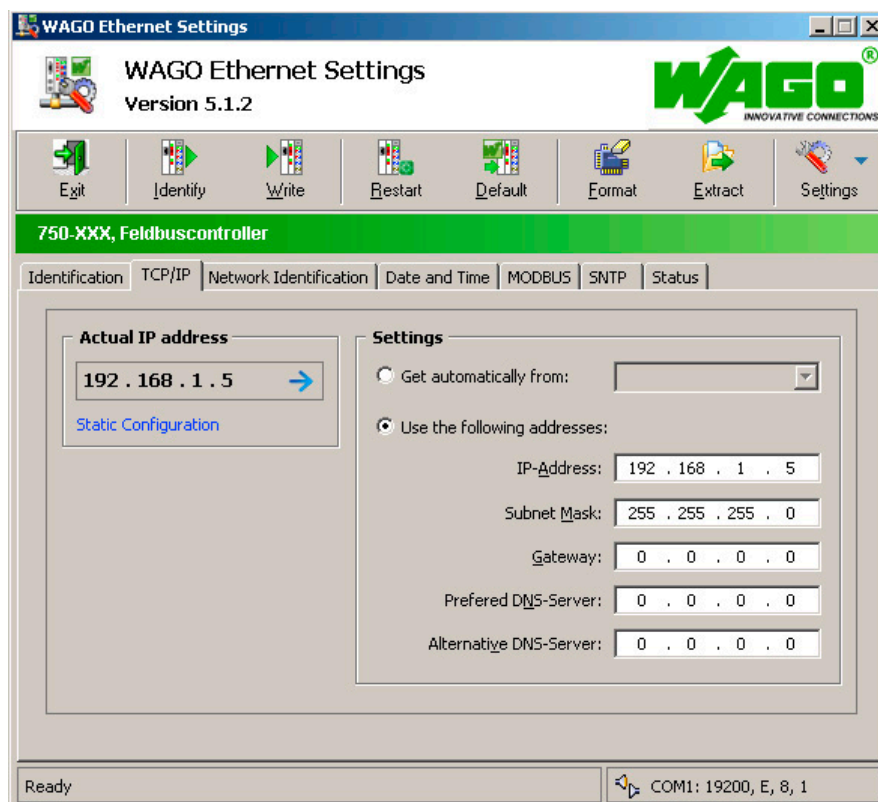 WAGO Ethernet Settings
WAGO Ethernet Settings
Version 5.1.2
WAGO®
INNOVATIVE CONNECTIONS
Exit Identify Write Restart Default Format Extract Settings
750-XXX, Feldbuscontroller
Identification TCP/IP Network Identification Date and Time MODBUS SNTP Status
Actual IP address
192 . 168 . 1 . 5
Static Configuration
Settings
Get automatically from:
Use the following addresses:
IP-Address: 192 . 168 . 1 . 5
Subnet Mask: 255 . 255 . 255 . 0
Gateway: 0 . 0 . 0 . 0
Prefered DNS-Server: 0 . 0 . 0 . 0
Alternative DNS-Server: 0 . 0 . 0 . 0
Ready COM1: 19200, E, 8, 1